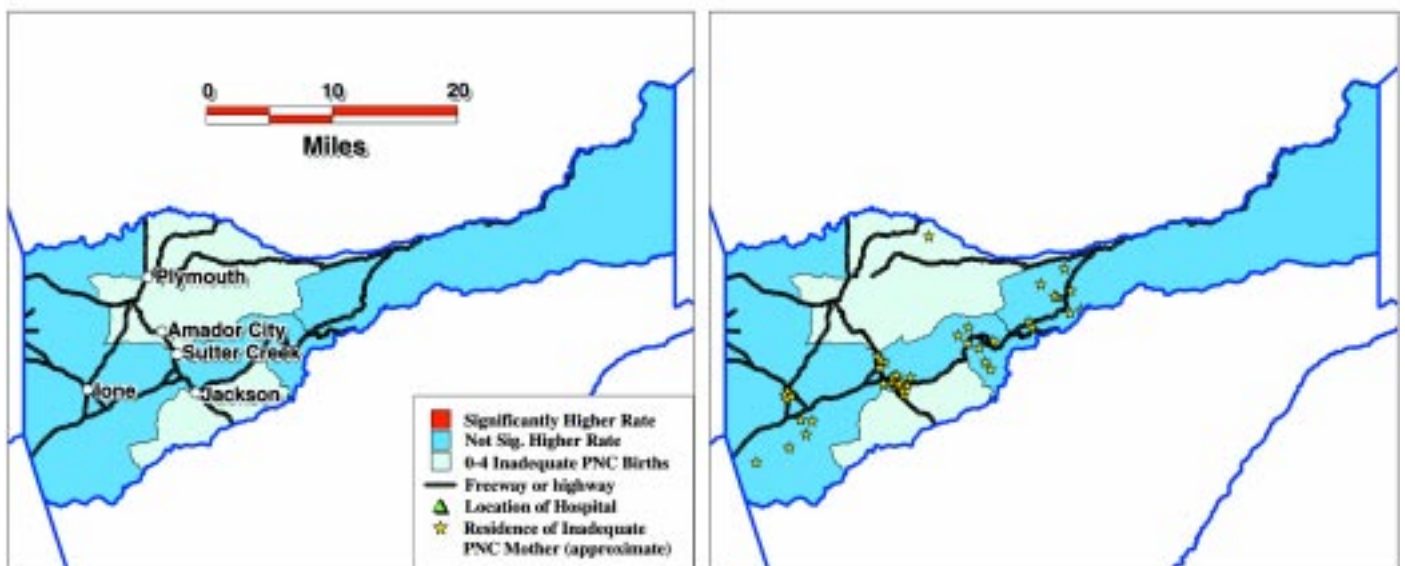 0 10 20
Miles
Plymouth
Amador City
Sutter Creek
Ione
Jackson
Significantly Higher Rate
Not Sig. Higher Rate
0-4 Inadequate PNC Births
Freeway or highway
Location of Hospital
Residence of Inadequate
PNC Mother (approximate)